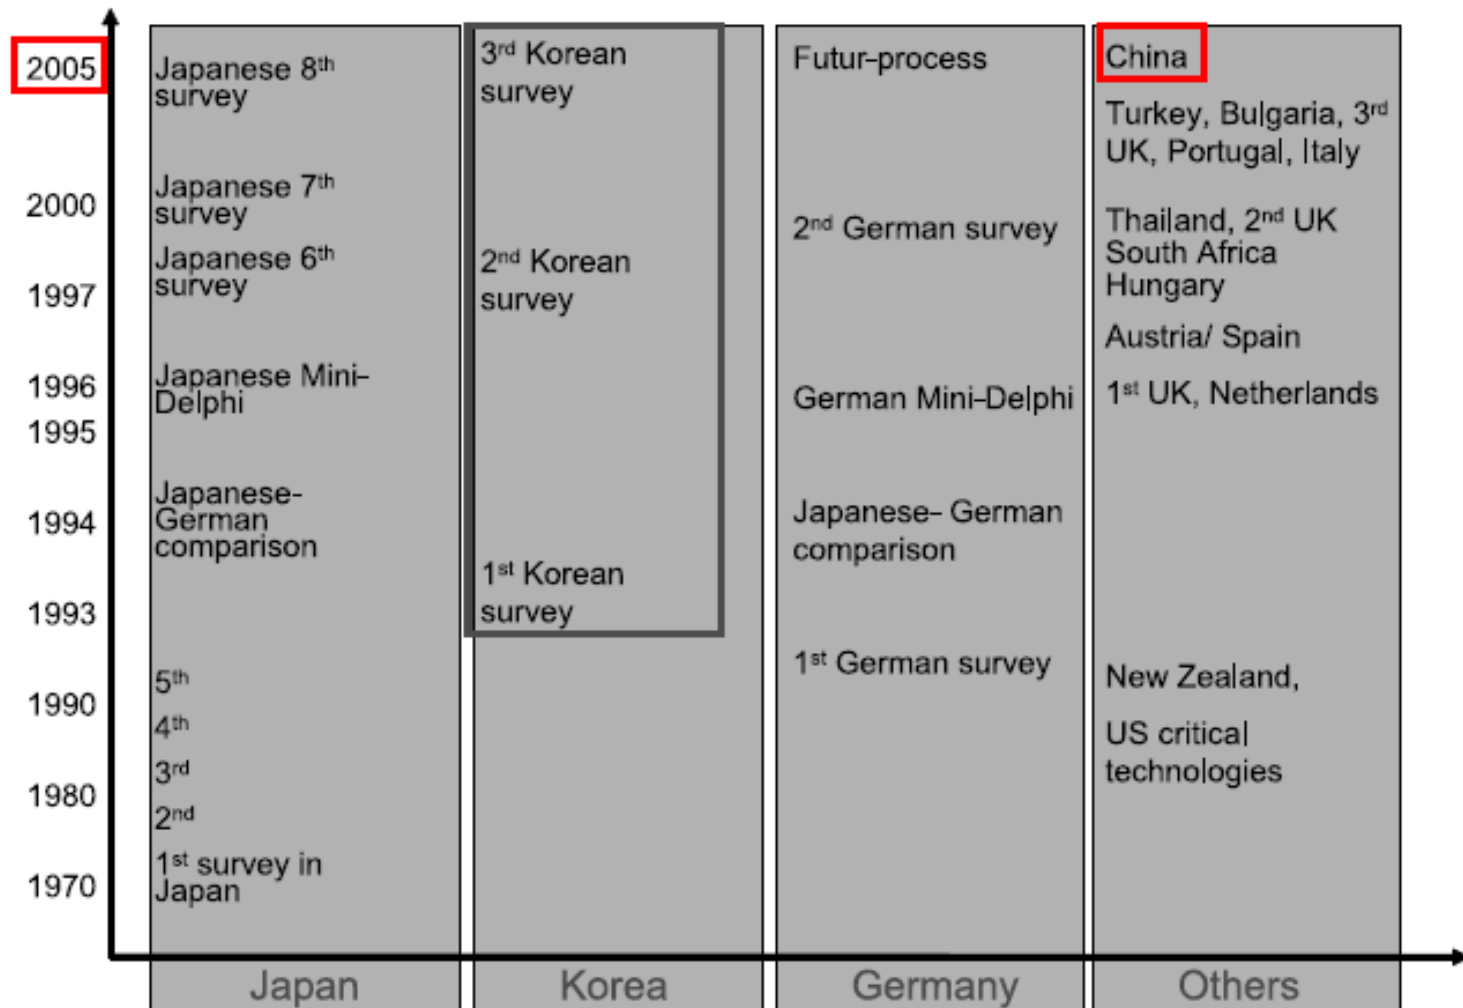 2005
2000
1997
1996
1995
1994
1993
1990
1980
1970
Japanese 8th
survey
Japanese 7th
survey
Japanese 6th
survey
Japanese Mini-
Delphi
Japanese-
German
comparison
5th
4th
3rd
2nd
1st survey in
Japan
Japan
3rd Korean
survey
2nd Korean
survey
1st Korean
survey
Korea
Futur-process
2nd German survey
German Mini-Delphi
Japanese- German
comparison
1st German survey
Germany
China
Turkey, Bulgaria, 3rd
UK, Portugal, Italy
Thailand, 2nd UK
South Africa
Hungary
Austria/ Spain
1st UK, Netherlands
New Zealand,
US critical
technologies
Others